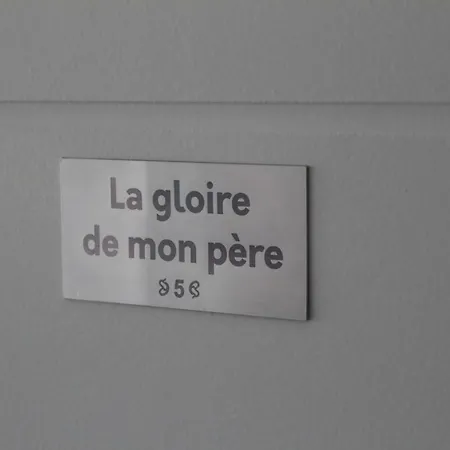 La gloire
de mon père
5